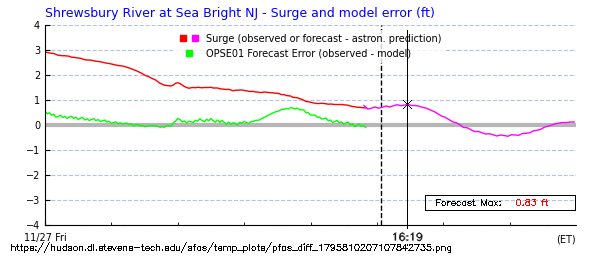 Shrewsbury River at Sea Bright NJ - Surge and model error (ft)
4
Surge (observed or forecast - astron. prediction)
3
OPSE01 Forecast Error (observed - model)
2
1
0
−1
−2
−3
Forecast Max: 0.83 ft
−4
11/27 Fri
16:19
(ET)
https://hudson.dl.stevens-tech.edu/sfas/temp_plots/pfas_diff_1795810207107842735.png